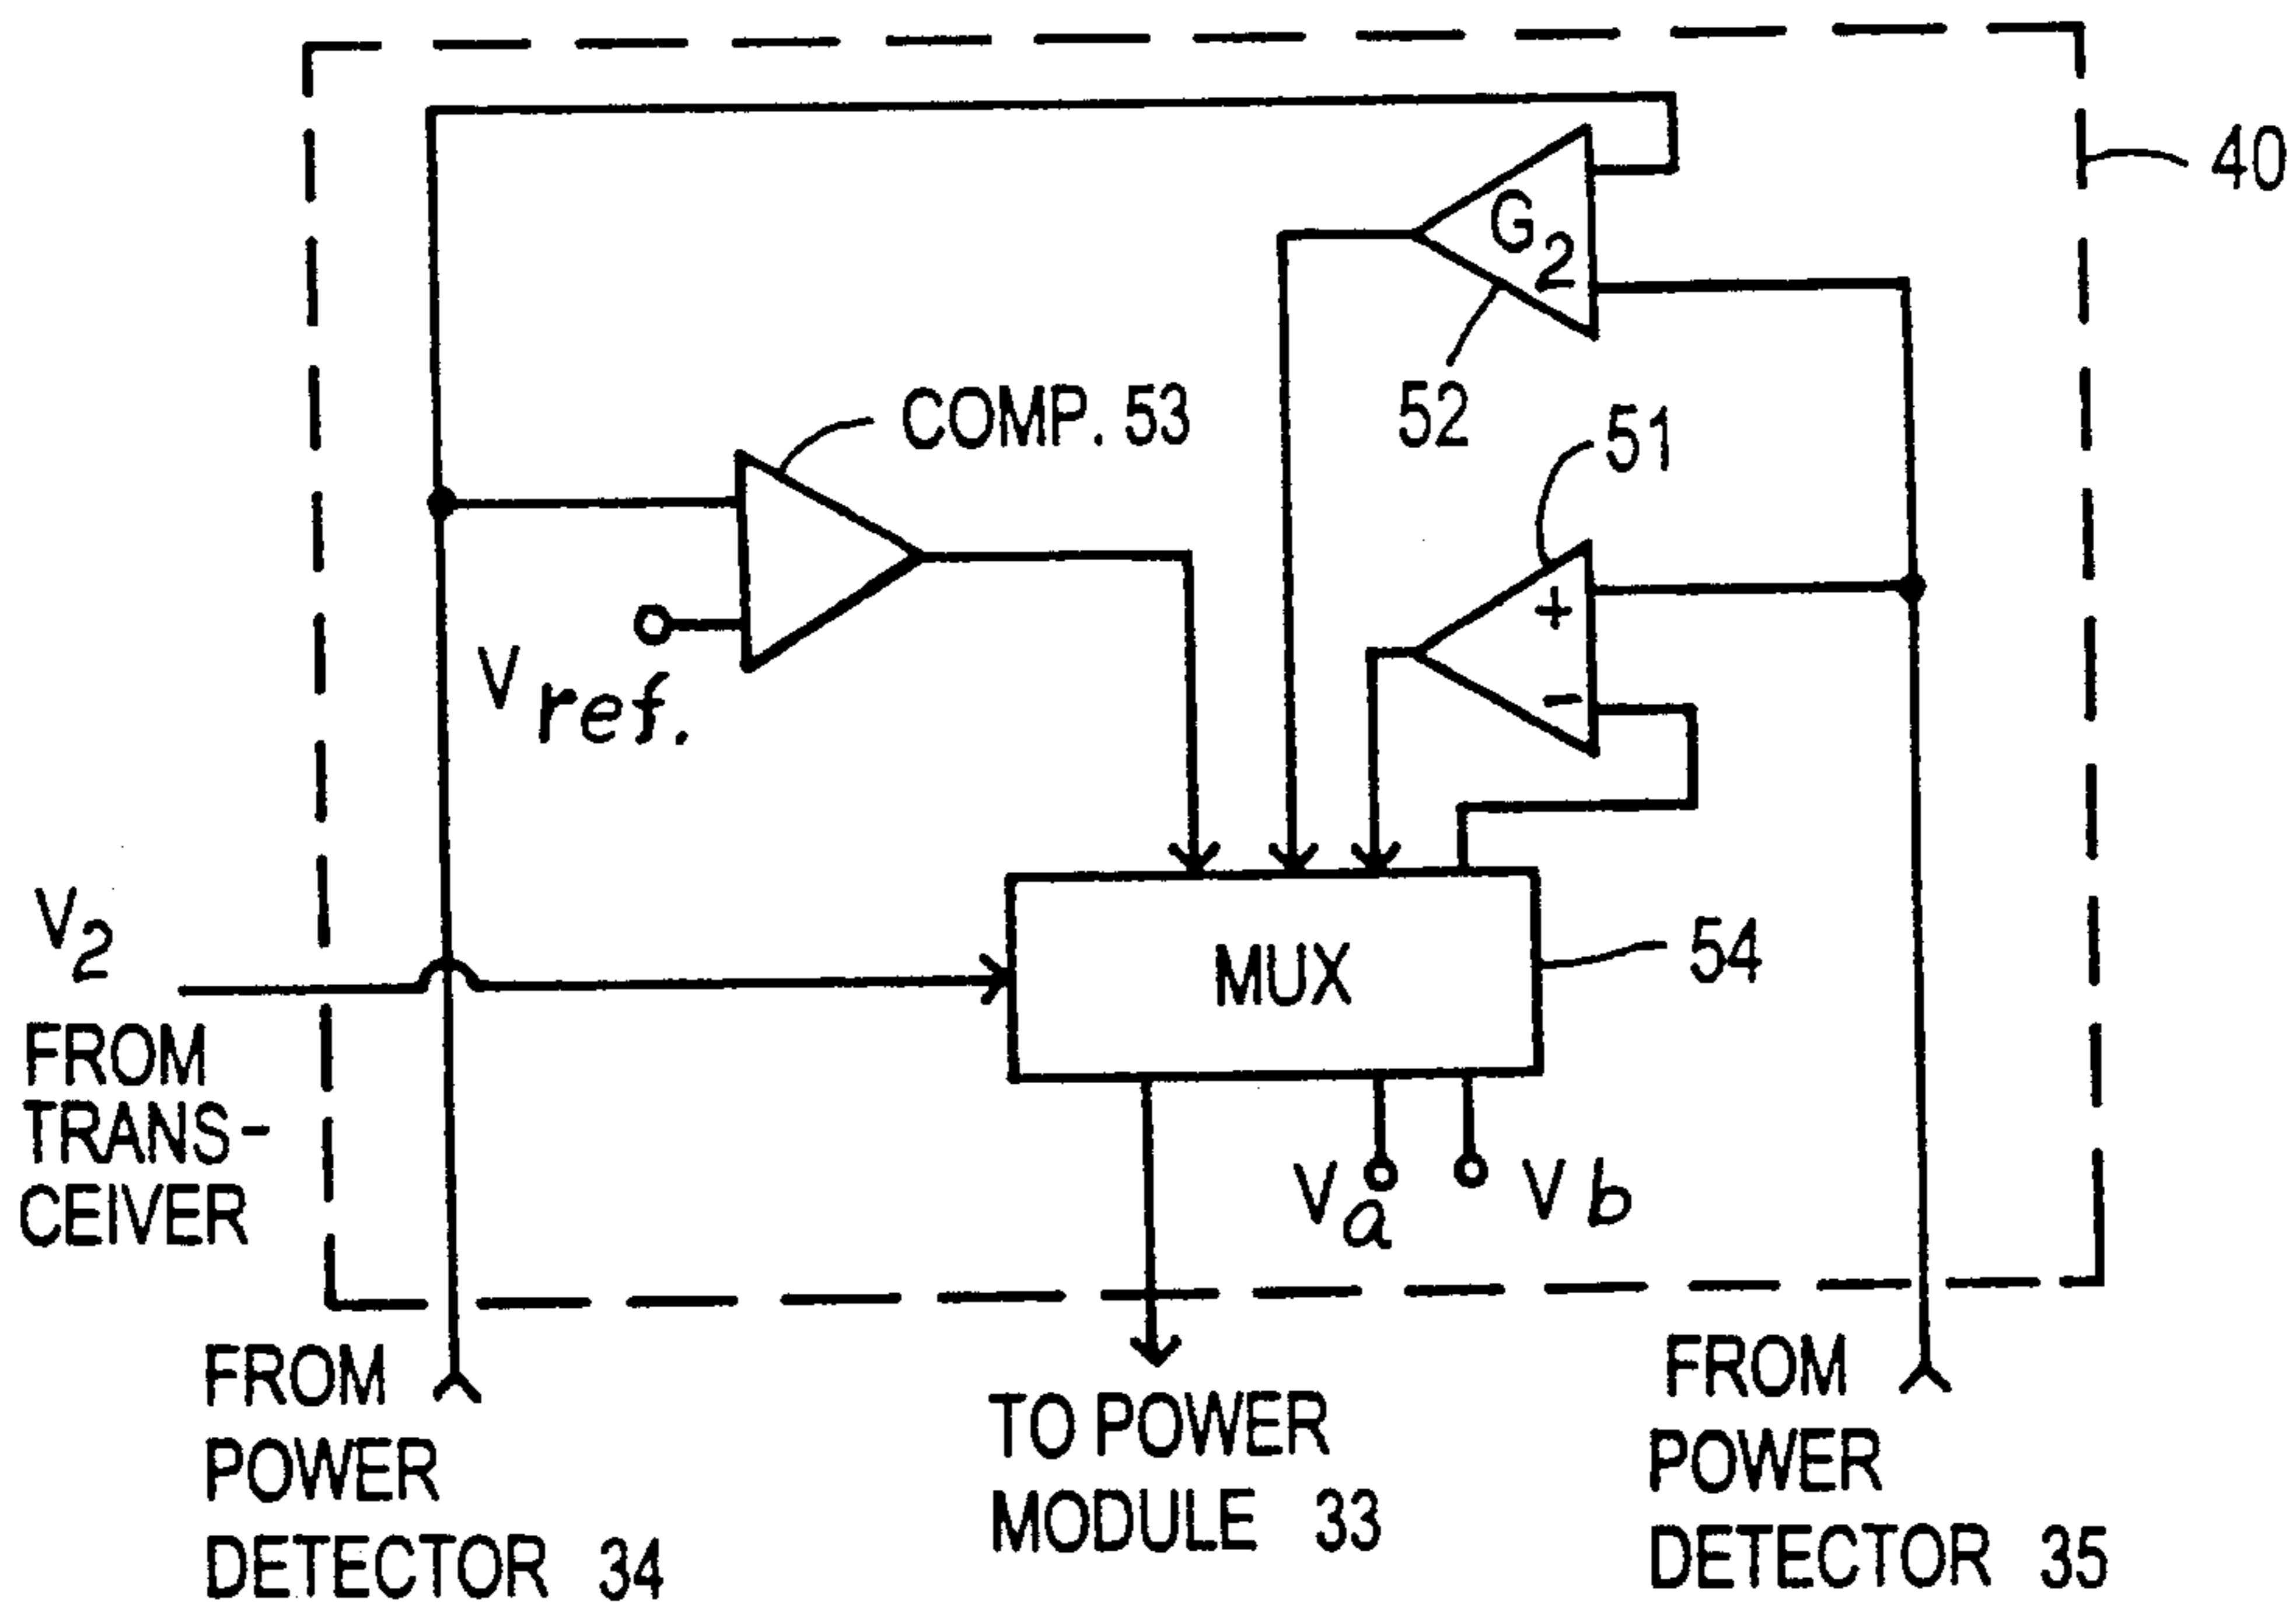 40
G2
52
COMP. 53
51
Vref.
V2
FROM
TRANS-
CEIVER
MUX
54
Va
Vb
FROM
POWER
DETECTOR 34
TO POWER
MODULE 33
FROM
POWER
DETECTOR 35
+
-